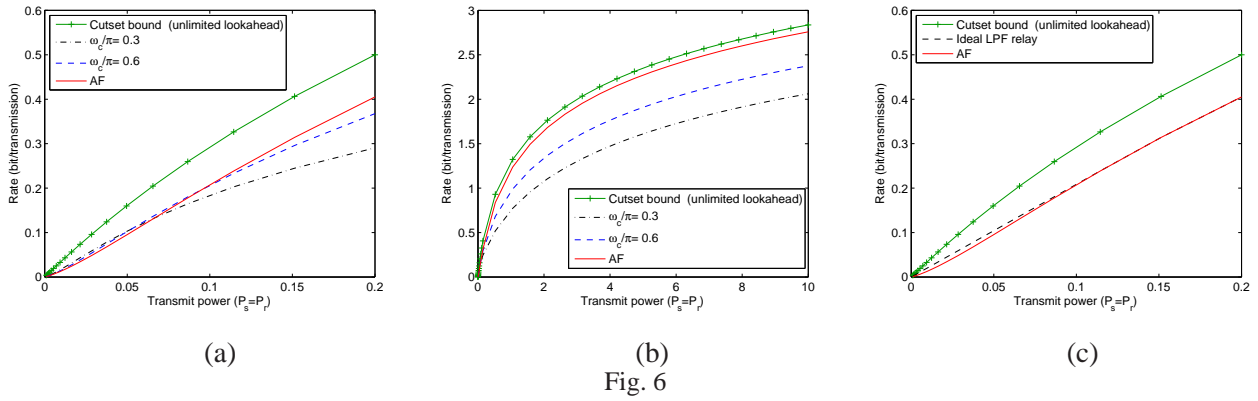 0.6
0.5
0.4
0.3
0.2
0.1
0
Rate (bit/transmission)
Cutset bound (unlimited lookahead)
ω_c/π= 0.3
ω_c/π= 0.6
AF
0
0.05
0.1
0.15
0.2
Transmit power (P_s=P_r)
(a)
3
2.5
2
1.5
1
0.5
0
Rate (bit/transmission)
Cutset bound (unlimited lookahead)
ω_c/π= 0.3
ω_c/π= 0.6
AF
0
2
4
6
8
10
Transmit power (P_s=P_r)
(b)
0.6
0.5
0.4
0.3
0.2
0.1
0
Rate (bit/transmission)
Cutset bound (unlimited lookahead)
Ideal LPF relay
AF
0
0.05
0.1
0.15
0.2
Transmit power (P_s=P_r)
(c)
Fig. 6